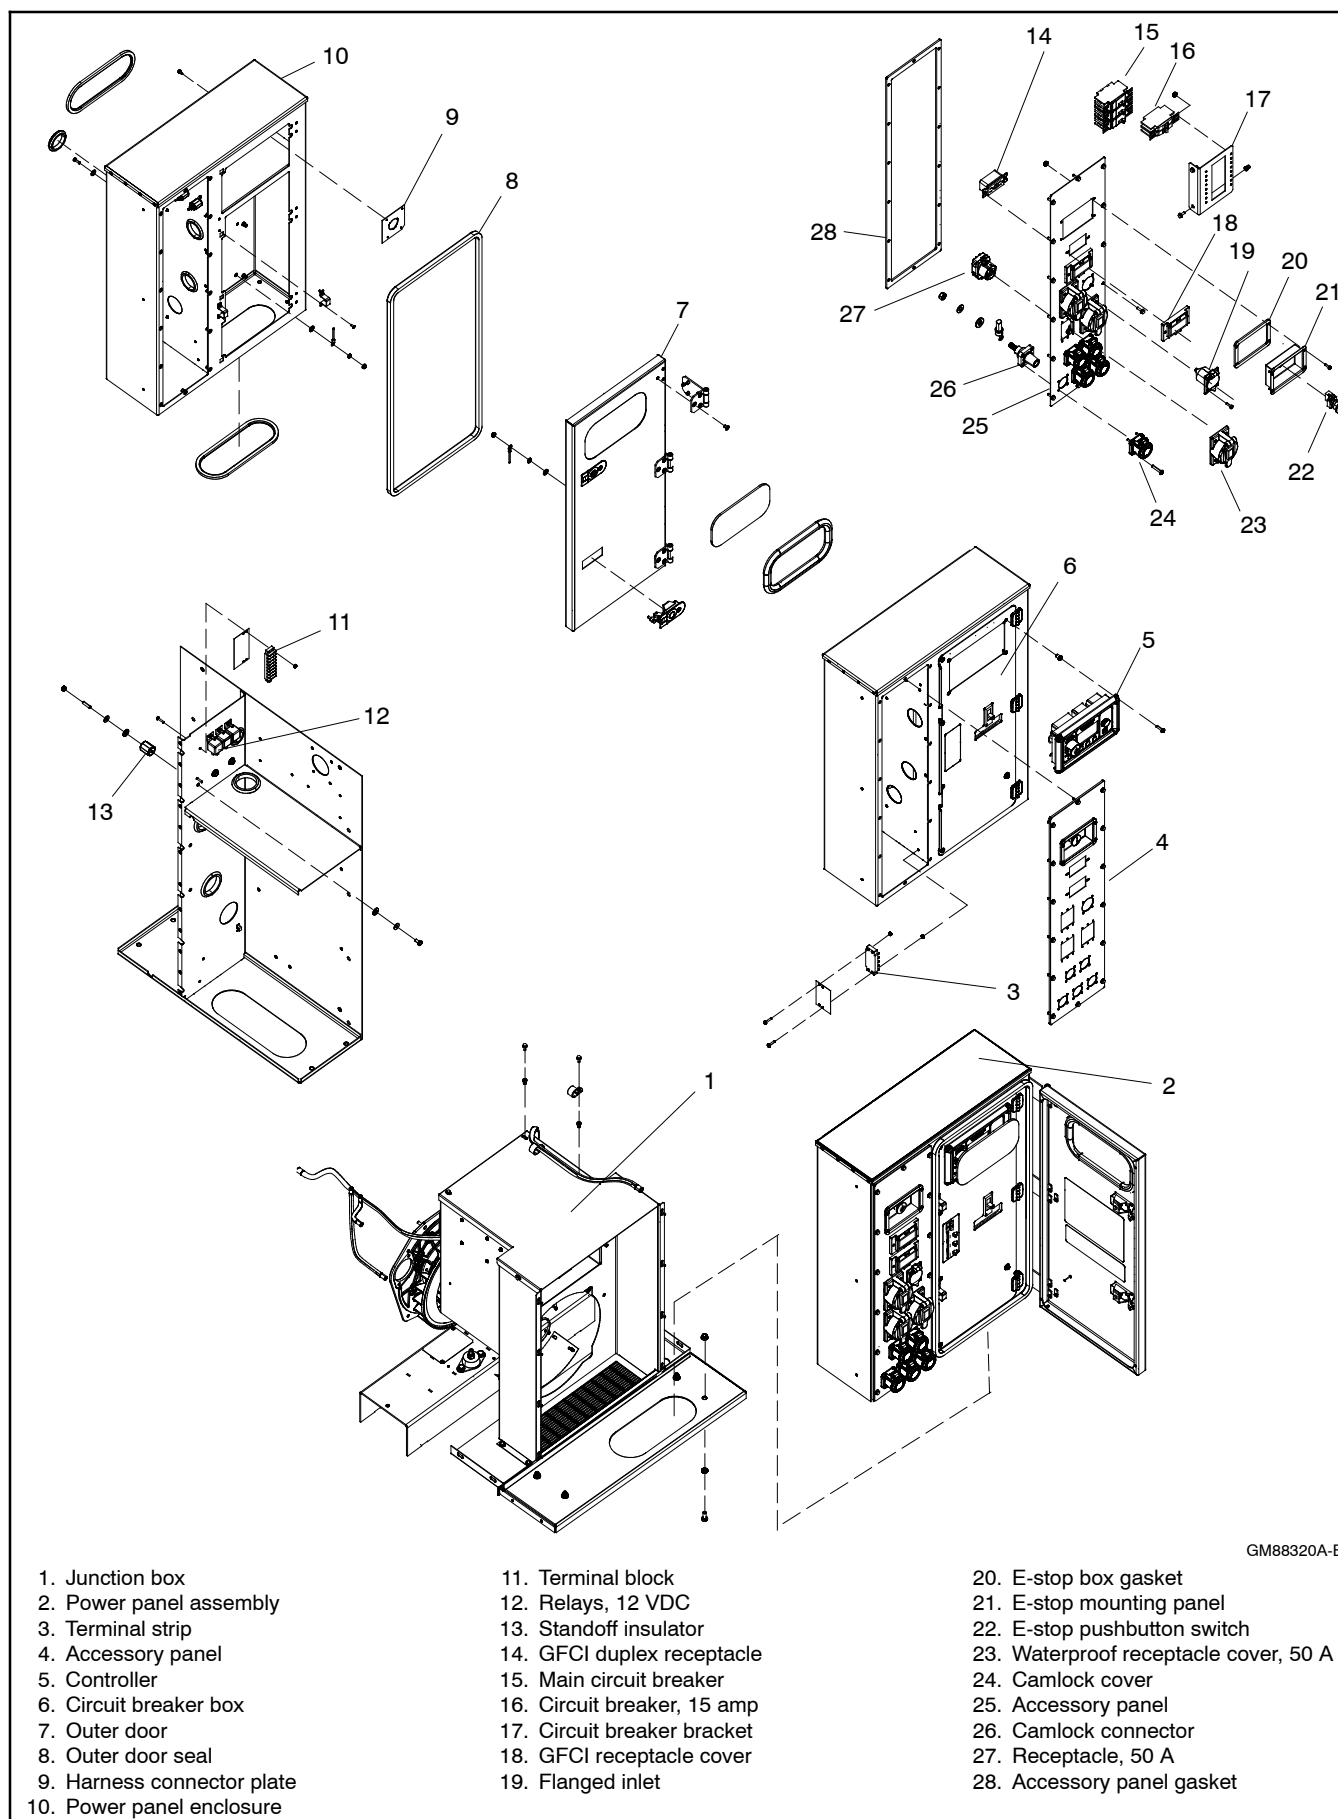 10
9
8
7
15
14
16
17
28
18
19
20
21
27
26
25
22
24
23
6
5
11
12
13
4
3
1
2
GM88320A-
1. Junction box
2. Power panel assembly
3. Terminal strip
4. Accessory panel
5. Controller
6. Circuit breaker box
7. Outer door
8. Outer door seal
9. Harness connector plate
10. Power panel enclosure
11. Terminal block
12. Relays, 12 VDC
13. Standoff insulator
14. GFCI duplex receptacle
15. Main circuit breaker
16. Circuit breaker, 15 amp
17. Circuit breaker bracket
18. GFCI receptacle cover
19. Flanged inlet
20. E-stop box gasket
21. E-stop mounting panel
22. E-stop pushbutton switch
23. Waterproof receptacle cover, 50 A
24. Camlock cover
25. Accessory panel
26. Camlock connector
27. Receptacle, 50 A
28. Accessory panel gasket